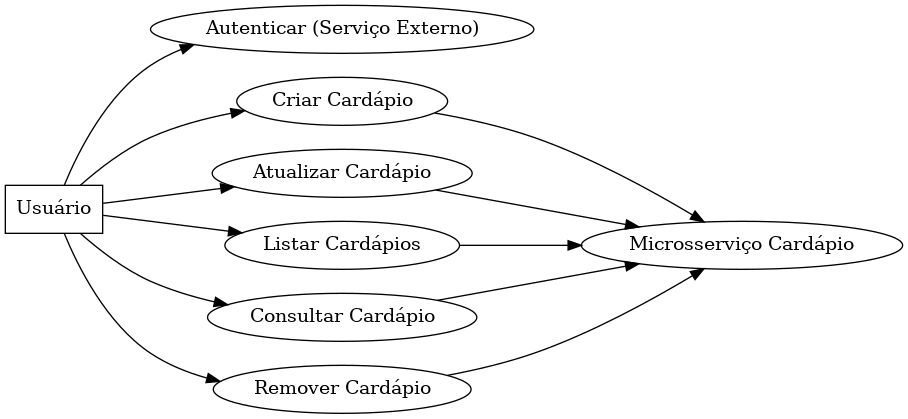 Autenticar (Serviço Externo)
Criar Cardápio
Atualizar Cardápio
Usuário
Listar Cardápios
Microsserviço Cardápio
Consultar Cardápio
Remover Cardápio